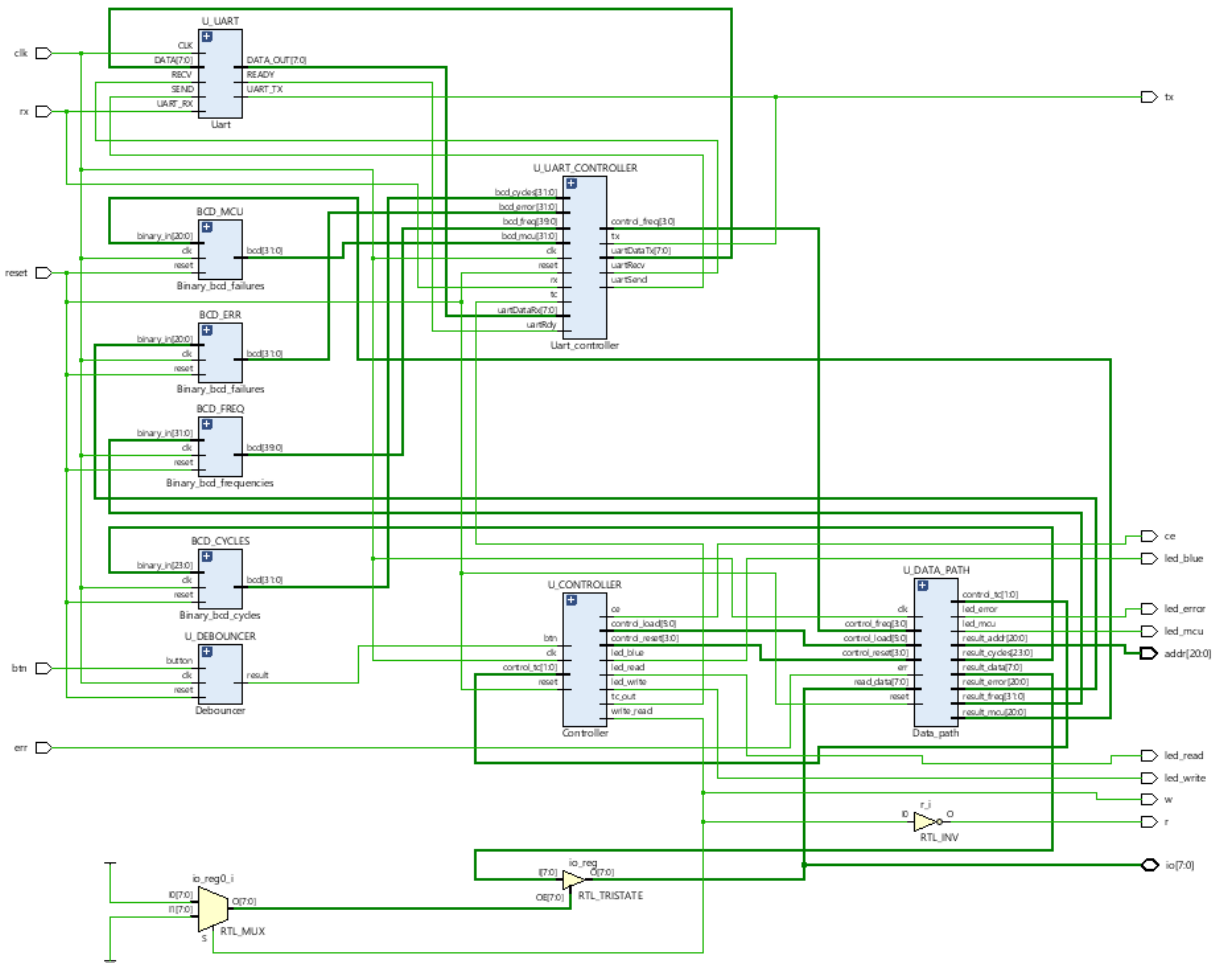 U_UART
clk
CLK
DATA[7:0]
RECV
SEND
UART_RX
DATA_OUT[7:0]
READY
UART_TX
Uart
rx
tx
U_UART_CONTROLLER
bcd_cycles[31:0]
bcd_error[31:0]
bcd_freq[39:0]
bcd_mcu[31:0]
clk
reset
rx
tc
uartDataRx[7:0]
uartRdy
control_freq[3:0]
tx
uartDataTx[7:0]
uartRecv
uartSend
Uart_controller
BCD_MCU
binary_in[20:0]
clk
reset
bcd[31:0]
Binary_bcd_failures
reset
BCD_ERR
binary_in[20:0]
clk
reset
bcd[31:0]
Binary_bcd_failures
BCD_FREQ
binary_in[31:0]
clk
reset
bcd[39:0]
Binary_bcd_frequencies
BCD_CYCLES
binary_in[23:0]
clk
reset
bcd[31:0]
Binary_bcd_cycles
U_DEBOUNCER
btn
button
clk
reset
result
Debouncer
err
U_CONTROLLER
btn
clk
control_tc[1:0]
reset
ce
control_load[5:0]
control_reset[3:0]
led_blue
led_read
led_write
tc_out
write_read
Controller
U_DATA_PATH
clk
control_freq[3:0]
control_load[5:0]
control_reset[3:0]
err
read_data[7:0]
reset
control_tc[1:0]
led_error
led_mcu
result_addr[20:0]
result_cycles[23:0]
result_data[7:0]
result_error[20:0]
result_freq[31:0]
result_mcu[20:0]
Data_path
ce
led_blue
led_error
led_mcu
addr[20:0]
led_read
led_write
w
r
io[7:0]
r_i
I0
O
RTL_INV
io_reg
I[7:0]
O[7:0]
OE[7:0]
RTL_TRISTATE
io_reg0_i
I0[7:0]
I1[7:0]
O[7:0]
S
RTL_MUX